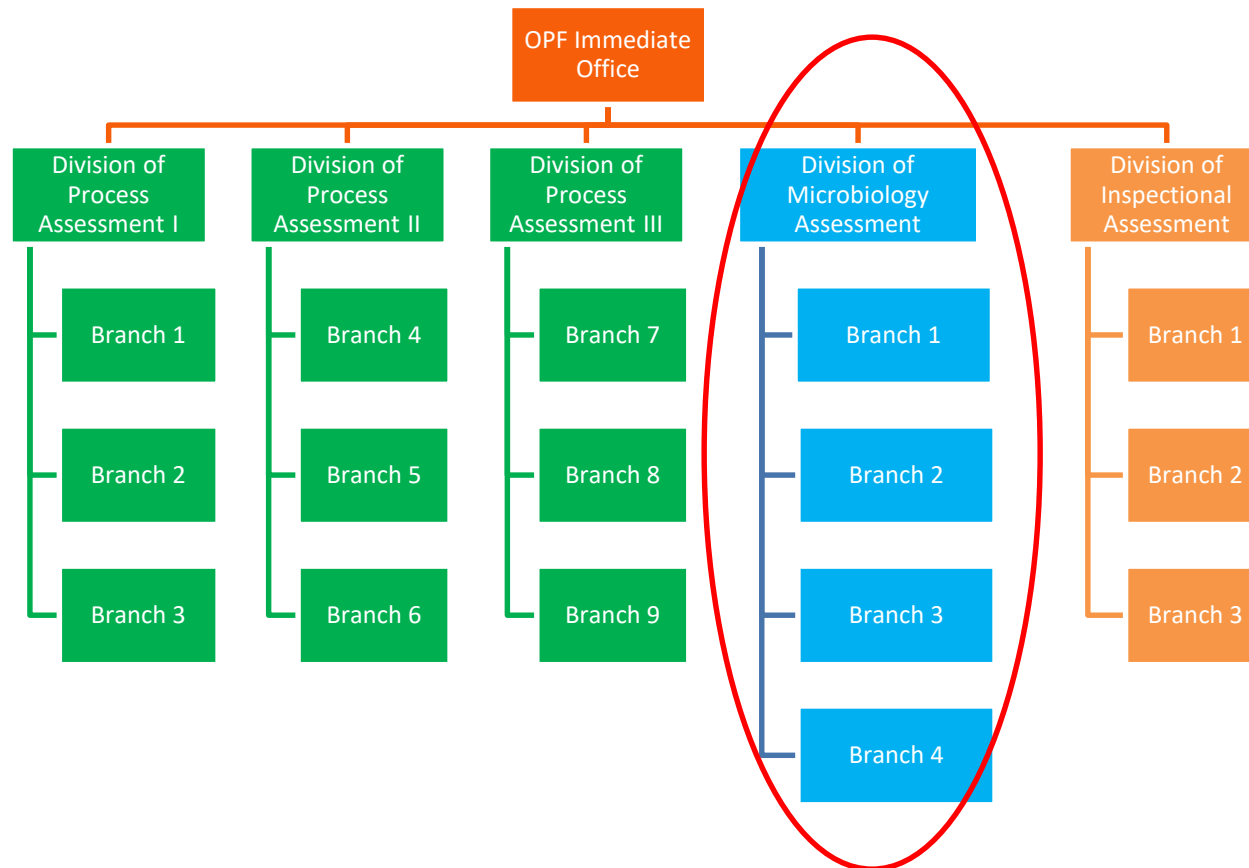 OPF Immediate
Office
Division of
Process
Assessment I
Branch 1
Branch 2
Branch 3
Division of
Process
Assessment II
Branch 4
Branch 5
Branch 6
Division of
Process
Assessment III
Branch 7
Branch 8
Branch 9
Division of
Microbiology
Assessment
Branch 1
Branch 2
Branch 3
Branch 4
Division of
Inspectional
Assessment
Branch 1
Branch 2
Branch 3